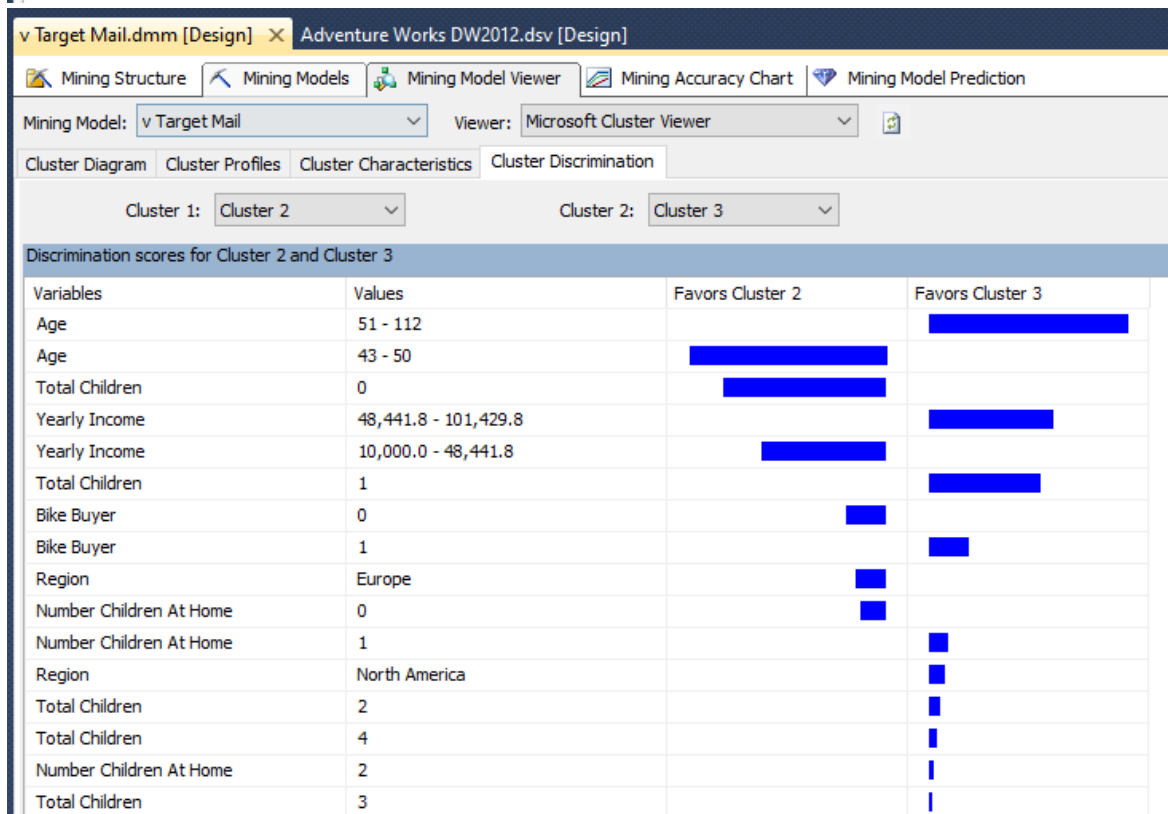 v Target Mail.dmm [Design] Adventure Works DW2012.dsv [Design]
Mining Structure Mining Models Mining Model Viewer Mining Accuracy Chart Mining Model Prediction
Mining Model: v Target Mail Viewer: Microsoft Cluster Viewer
Cluster Diagram Cluster Profiles Cluster Characteristics Cluster Discrimination
Cluster 1: Cluster 2 Cluster 2: Cluster 3
Discrimination scores for Cluster 2 and Cluster 3
Variables Values Favors Cluster 2 Favors Cluster 3
Age 51 - 112
Age 43 - 50
Total Children 0
Yearly Income 48,441.8 - 101,429.8
Yearly Income 10,000.0 - 48,441.8
Total Children 1
Bike Buyer 0
Bike Buyer 1
Region Europe
Number Children At Home 0
Number Children At Home 1
Region North America
Total Children 2
Total Children 4
Number Children At Home 2
Total Children 3